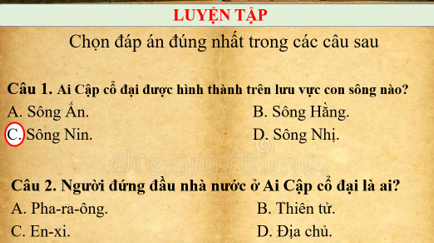 LUYỆN TẬP
Chọn đáp án đúng nhất trong các câu sau
Câu 1. Ai Cập cổ đại được hình thành trên lưu vực con sông nào?
A. Sông Ấn. B. Sông Hằng.
C. Sông Nin. D. Sông Nhị.
Câu 2. Người đứng đầu nhà nước ở Ai Cập cổ đại là ai?
A. Pha-ra-ông. B. Thiên tử.
C. En-xi. D. Địa chủ.